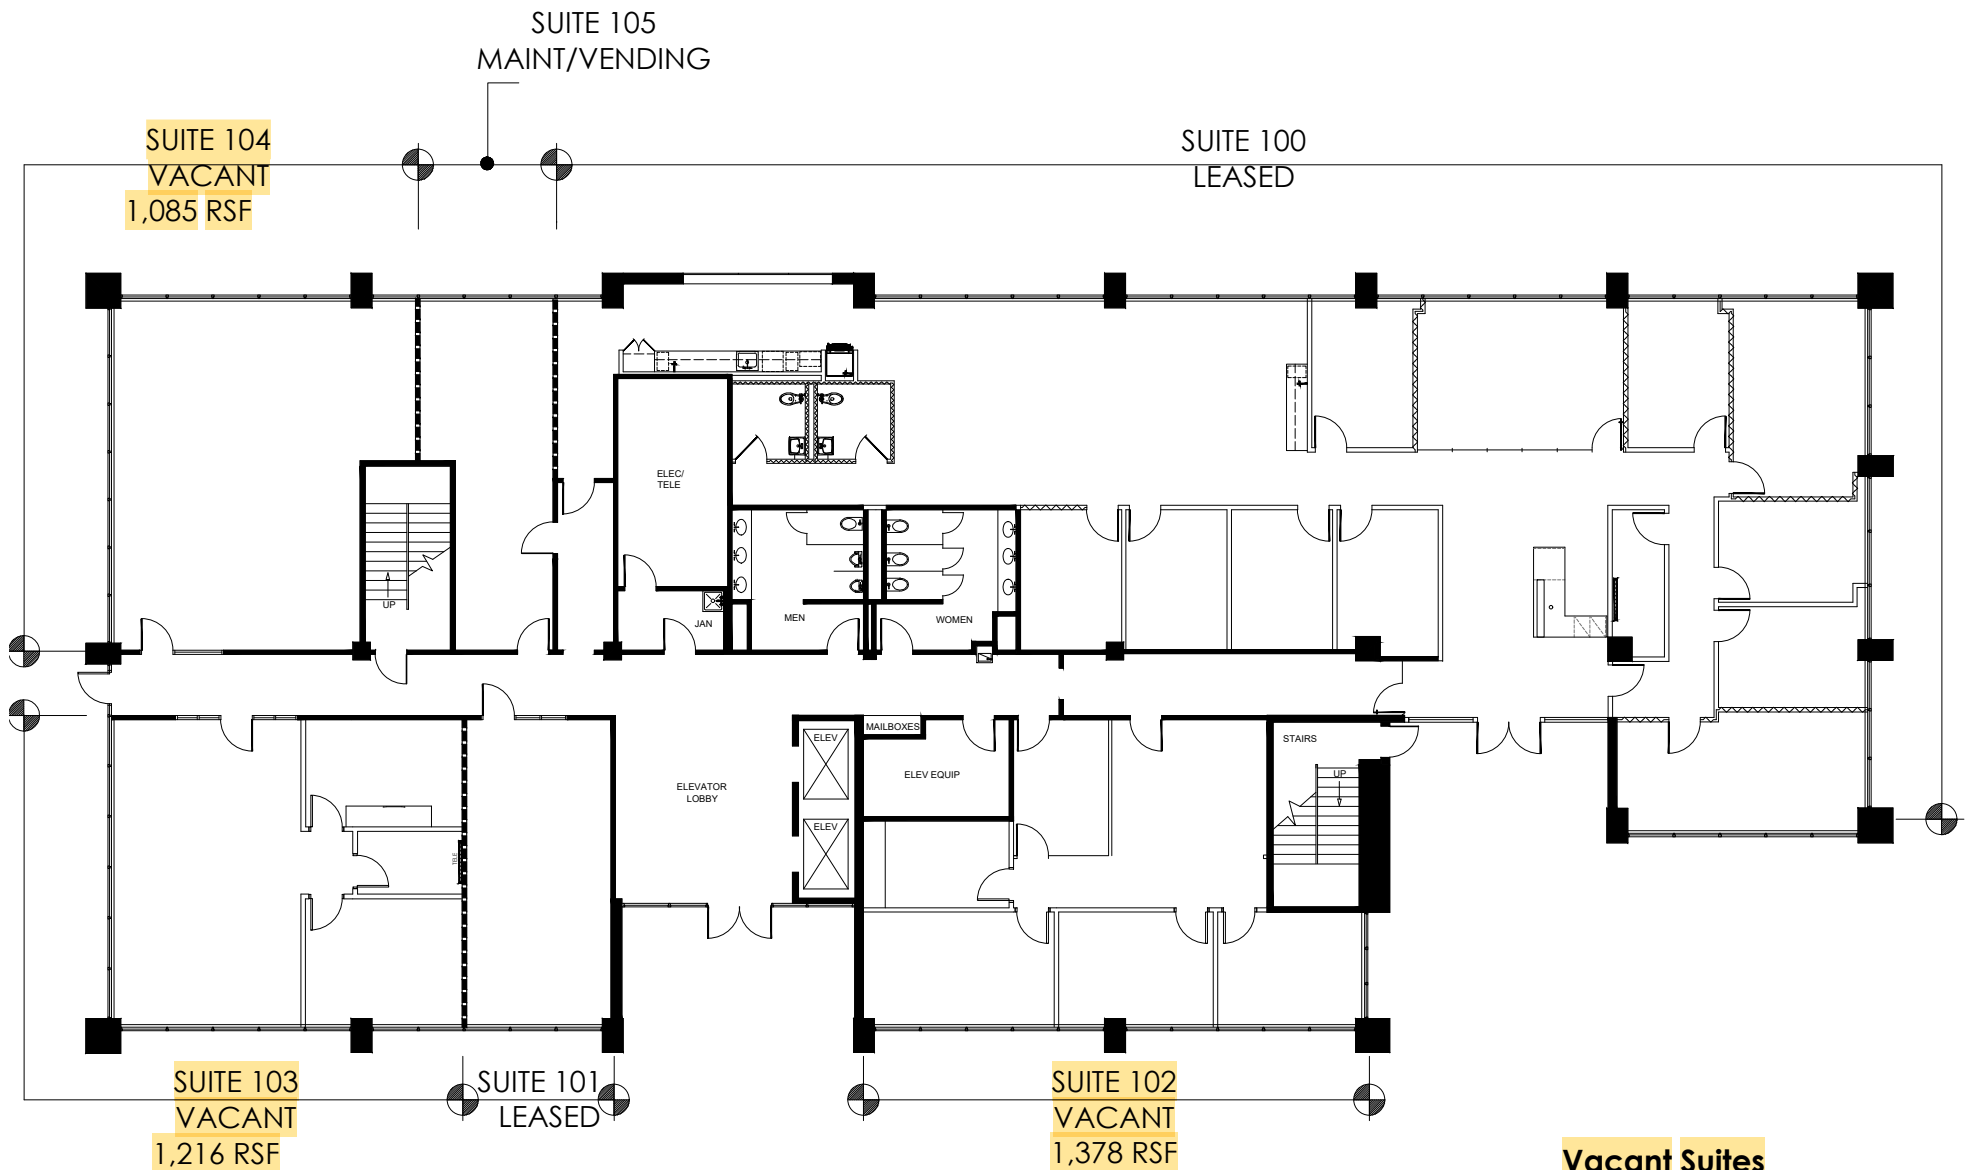 SUITE 105
MAINT/VENDING
SUITE 104
VACANT
1,085 RSF
SUITE 100
LEASED
ELEC/
TELE
UP
JAN
MEN
WOMEN
MAILBOXES
ELEV
ELEV EQUIP
STAIRS
UP
ELEVATOR
LOBBY
ELEV
TELE
SUITE 103
VACANT
1,216 RSF
SUITE 101
LEASED
SUITE 102
VACANT
1,378 RSF
Vacant Suites